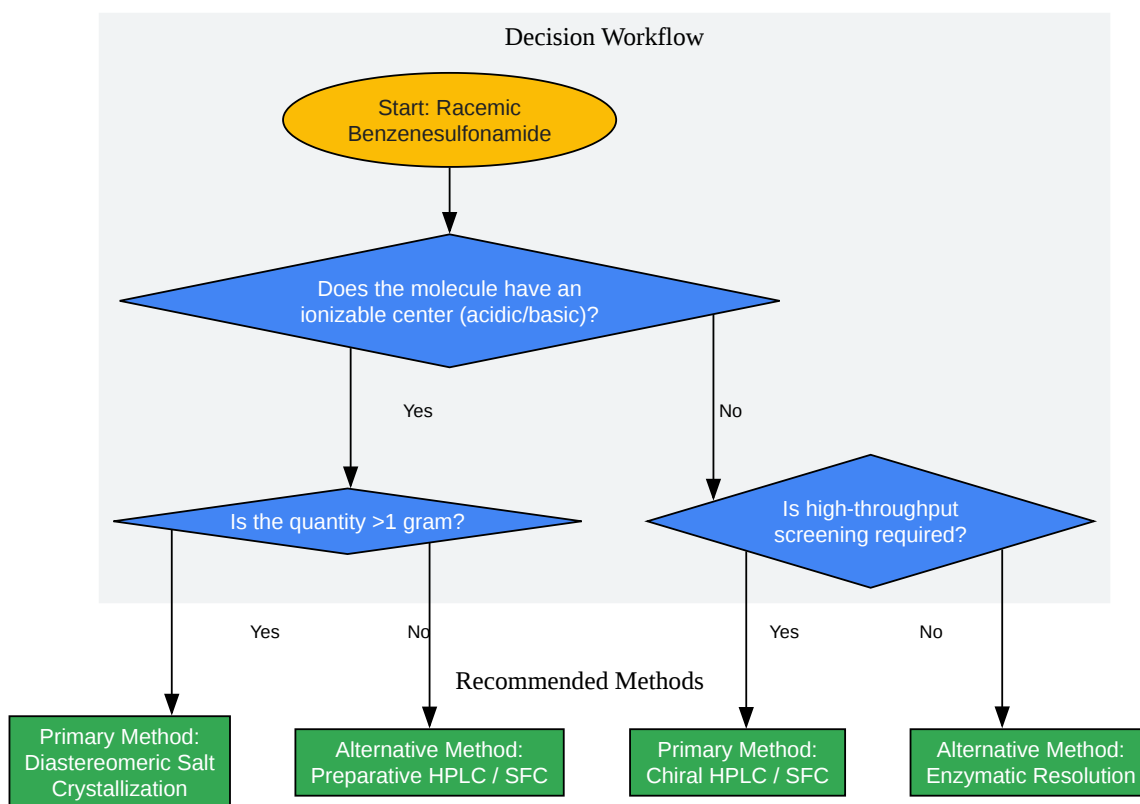 Decision Workflow
Start: Racemic
Benzenesulfonamide
Does the molecule have an
ionizable center (acidic/basic)?
Yes
No
Is the quantity >1 gram?
Is high-throughput
screening required?
Yes
No
Yes
No
Recommended Methods
Primary Method:
Diastereomeric Salt
Crystallization
Alternative Method:
Preparative HPLC / SFC
Primary Method:
Chiral HPLC / SFC
Alternative Method:
Enzymatic Resolution